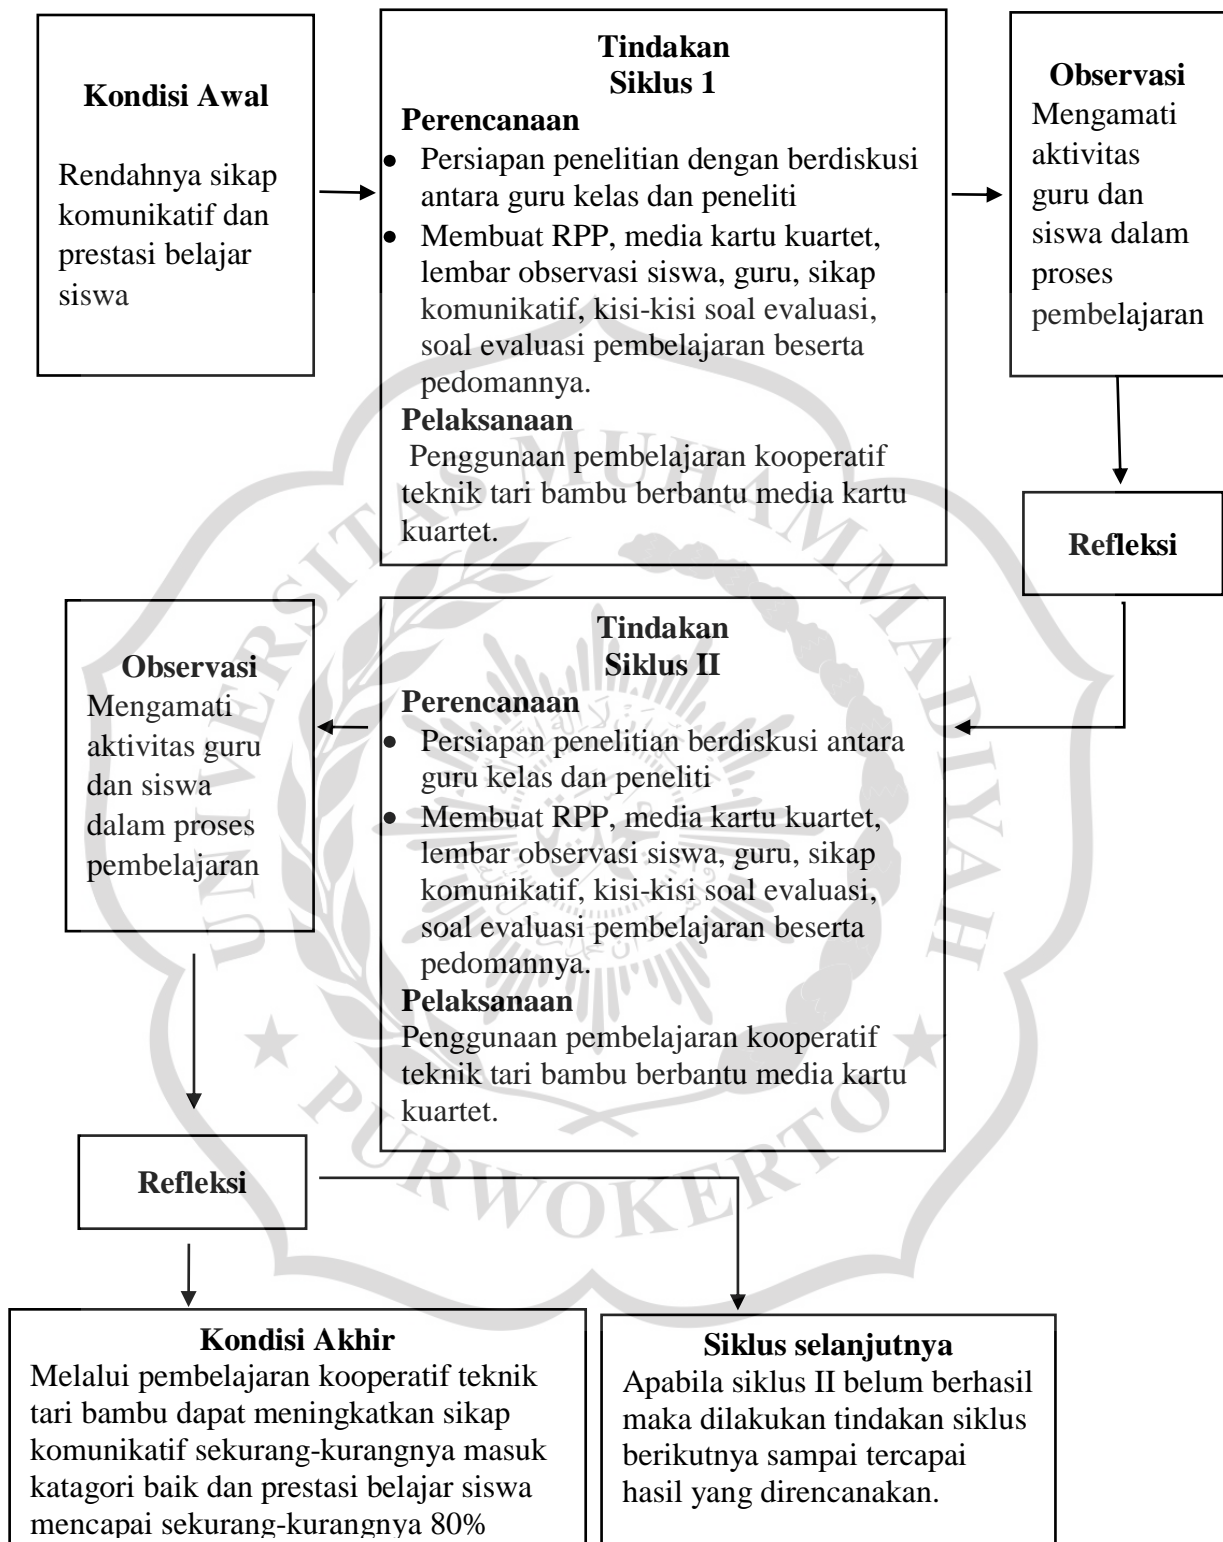 Kondisi Awal
Rendahnya sikap
komunikatif dan
prestasi belajar
siswa
Tindakan
Siklus 1
Perencanaan
• Persiapan penelitian dengan berdiskusi
antara guru kelas dan peneliti
• Membuat RPP, media kartu kuartet,
lembar observasi siswa, guru, sikap
komunikatif, kisi-kisi soal evaluasi,
soal evaluasi pembelajaran beserta
pedomannya.
Pelaksanaan
Penggunaan pembelajaran kooperatif
teknik tari bambu berbantu media kartu
kuartet.
Observasi
Mengamati
aktivitas
guru dan
siswa dalam
proses
pembelajaran
Refleksi
Tindakan
Siklus II
Perencanaan
• Persiapan penelitian berdiskusi antara
guru kelas dan peneliti
• Membuat RPP, media kartu kuartet,
lembar observasi siswa, guru, sikap
komunikatif, kisi-kisi soal evaluasi,
soal evaluasi pembelajaran beserta
pedomannya.
Pelaksanaan
Penggunaan pembelajaran kooperatif
teknik tari bambu berbantu media kartu
kuartet.
Observasi
Mengamati
aktivitas guru
dan siswa
dalam proses
pembelajaran
Refleksi
Kondisi Akhir
Melalui pembelajaran kooperatif teknik
tari bambu dapat meningkatkan sikap
komunikatif sekurang-kurangnya masuk
katagori baik dan prestasi belajar siswa
mencapai sekurang-kurangnya 80%
Siklus selanjutnya
Apabila siklus II belum berhasil
maka dilakukan tindakan siklus
berikutnya sampai tercapai
hasil yang direncanakan.
UNIVERSITAS MUHAMMADIYAH
PURWOKERTO